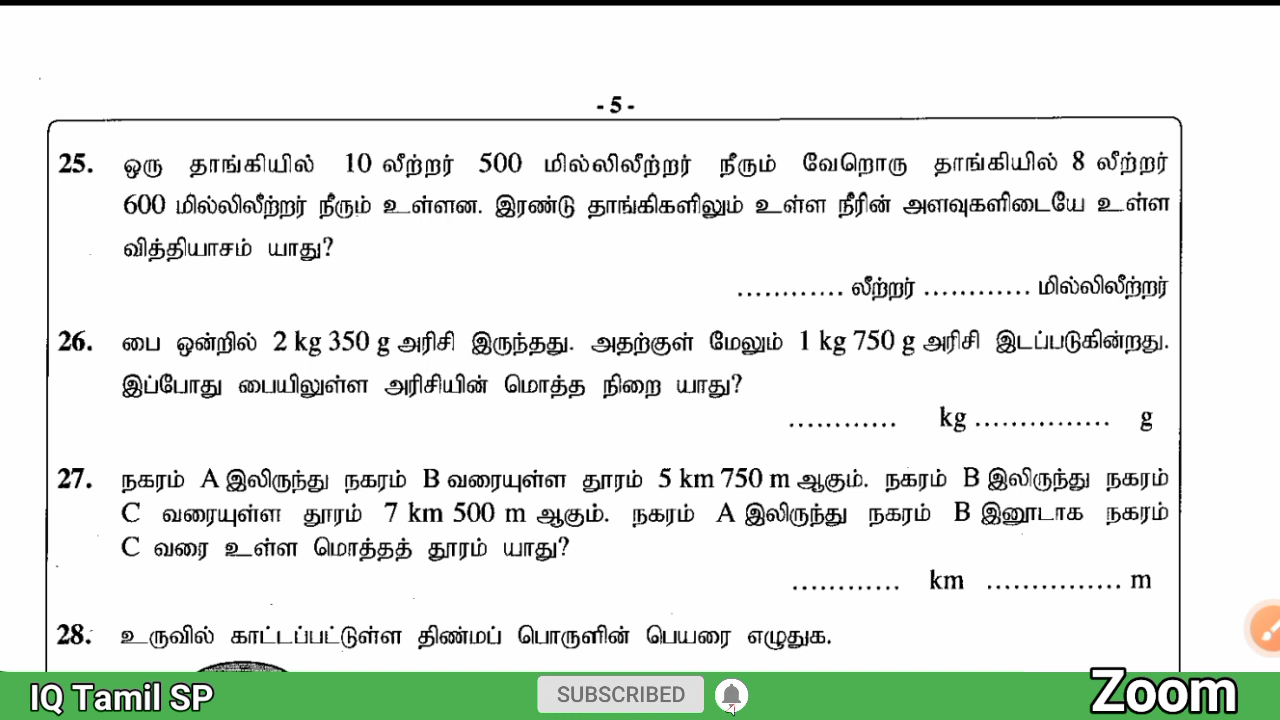 - 5 -
25. ஒரு தாங்கியில் 10 லீற்றர் 500 மில்லிலீற்றர் நீரும் வேறொரு தாங்கியில் 8 லீற்றர்
600 மில்லிலீற்றர் நீரும் உள்ளன. இரண்டு தாங்கிகளிலும் உள்ள நீரின் அளவுகளிடையே உள்ள
வித்தியாசம் யாது?
............ லீற்றர் ............ மில்லிலீற்றர்
26. பை ஒன்றில் 2 kg 350 g அரிசி இருந்தது. அதற்குள் மேலும் 1 kg 750 g அரிசி இடப்படுகின்றது.
இப்போது பையிலுள்ள அரிசியின் மொத்த நிறை யாது?
............ kg ............... g
27. நகரம் A இலிருந்து நகரம் B வரையுள்ள தூரம் 5 km 750 m ஆகும். நகரம் B இலிருந்து நகரம்
C வரையுள்ள தூரம் 7 km 500 m ஆகும். நகரம் A இலிருந்து நகரம் B இனூடாக நகரம்
C வரை உள்ள மொத்தத் தூரம் யாது?
............ km ............... m
28. உருவில் காட்டப்பட்டுள்ள திண்மப் பொருளின் பெயரை எழுதுக.
IQ Tamil SP
SUBSCRIBED
Zoom